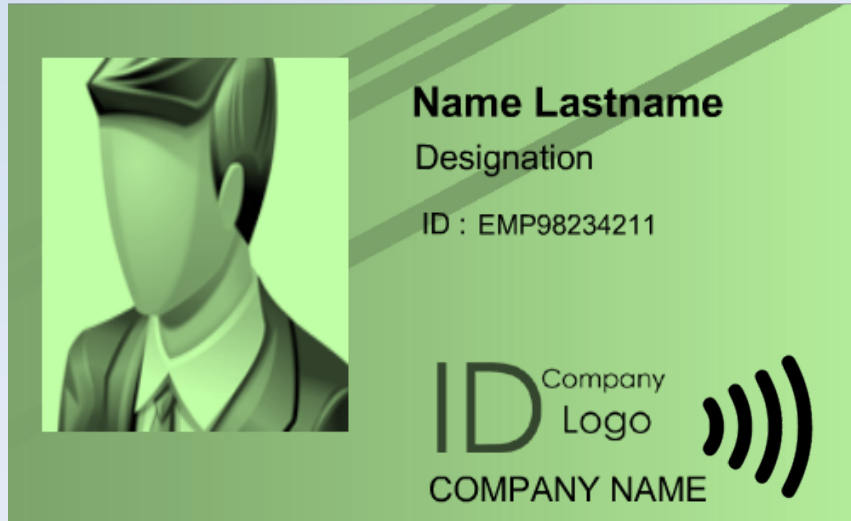 Name Lastname
Designation
ID : EMP98234211
ID Company
Logo
COMPANY NAME